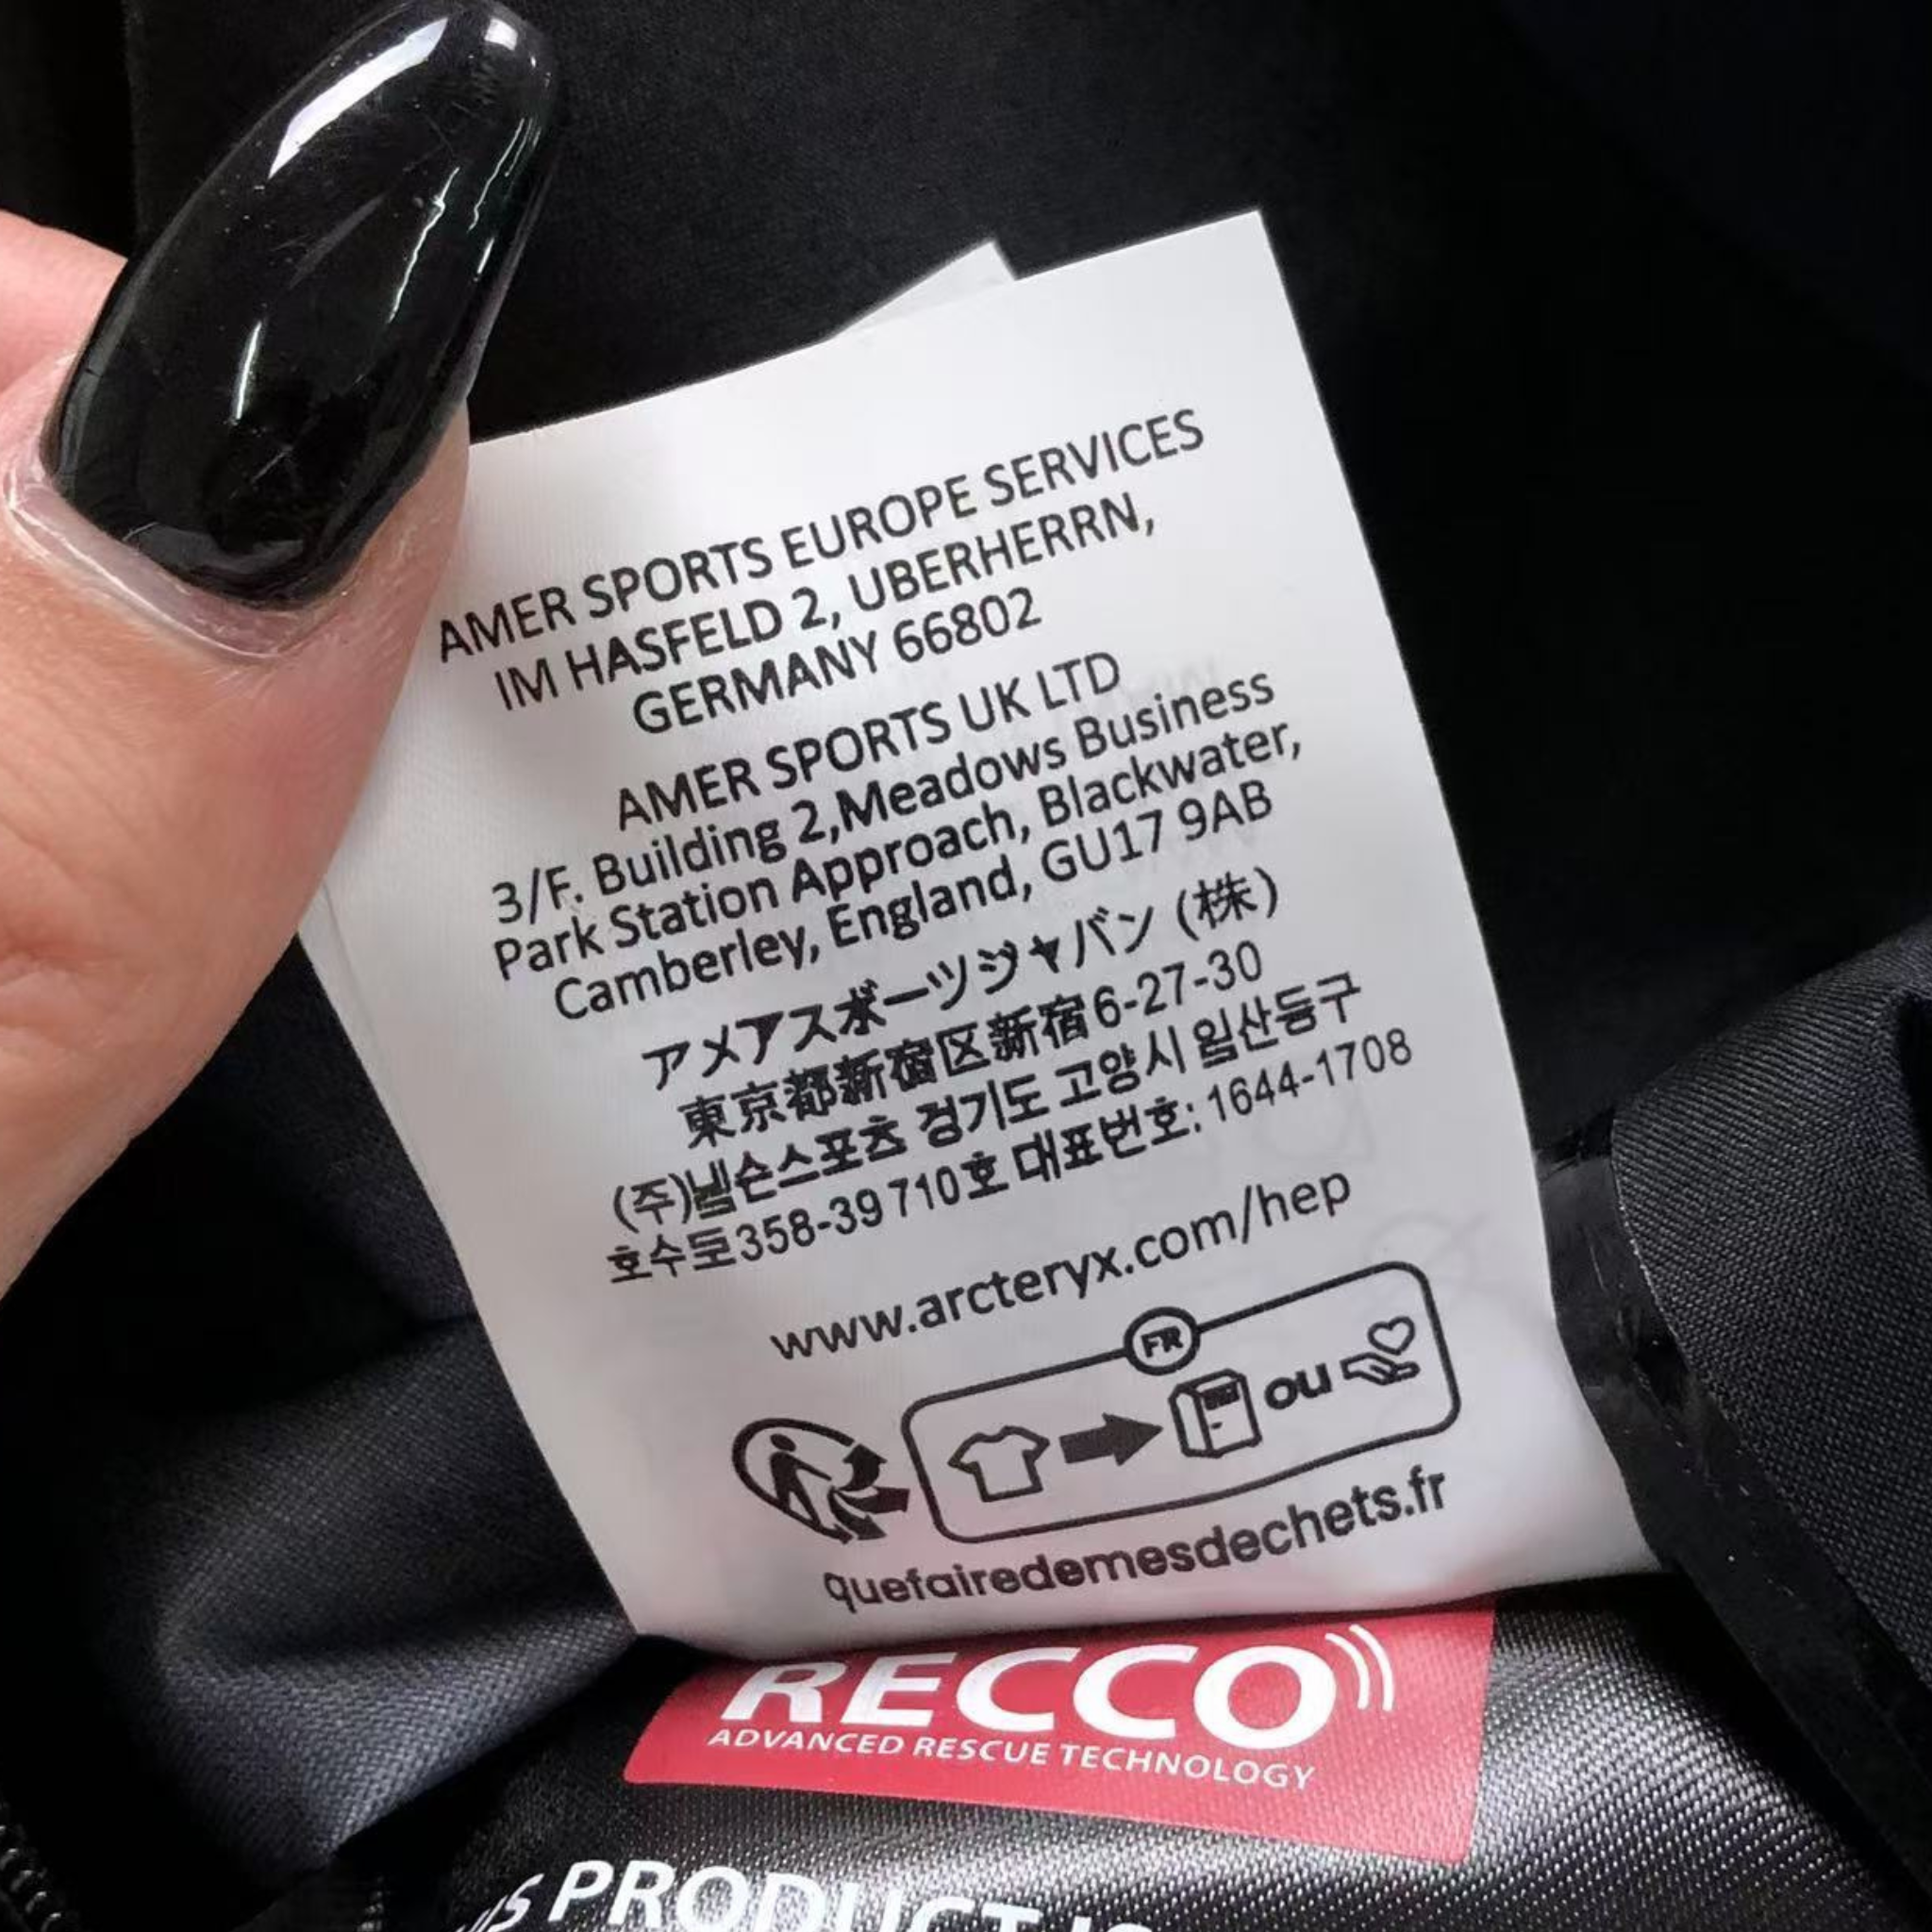 AMER SPORTS EUROPE SERVICES
IM HASFELD 2, UBERHERRN,
GERMANY 66802
AMER SPORTS UK LTD
3/F. Building 2,Meadows Business
Park Station Approach, Blackwater,
Camberley, England, GU17 9AB
アメアスポーツジャバン (株)
東京都新宿区新宿6-27-30
(주)넬슨스포츠 경기도 고양시 일산동구
호수로358-39 710호 대표번호: 1644-1708
www.arcteryx.com/hep
FR
ou
quefairedemesdechets.fr
RECCO
ADVANCED RESCUE TECHNOLOGY
PRODUCT